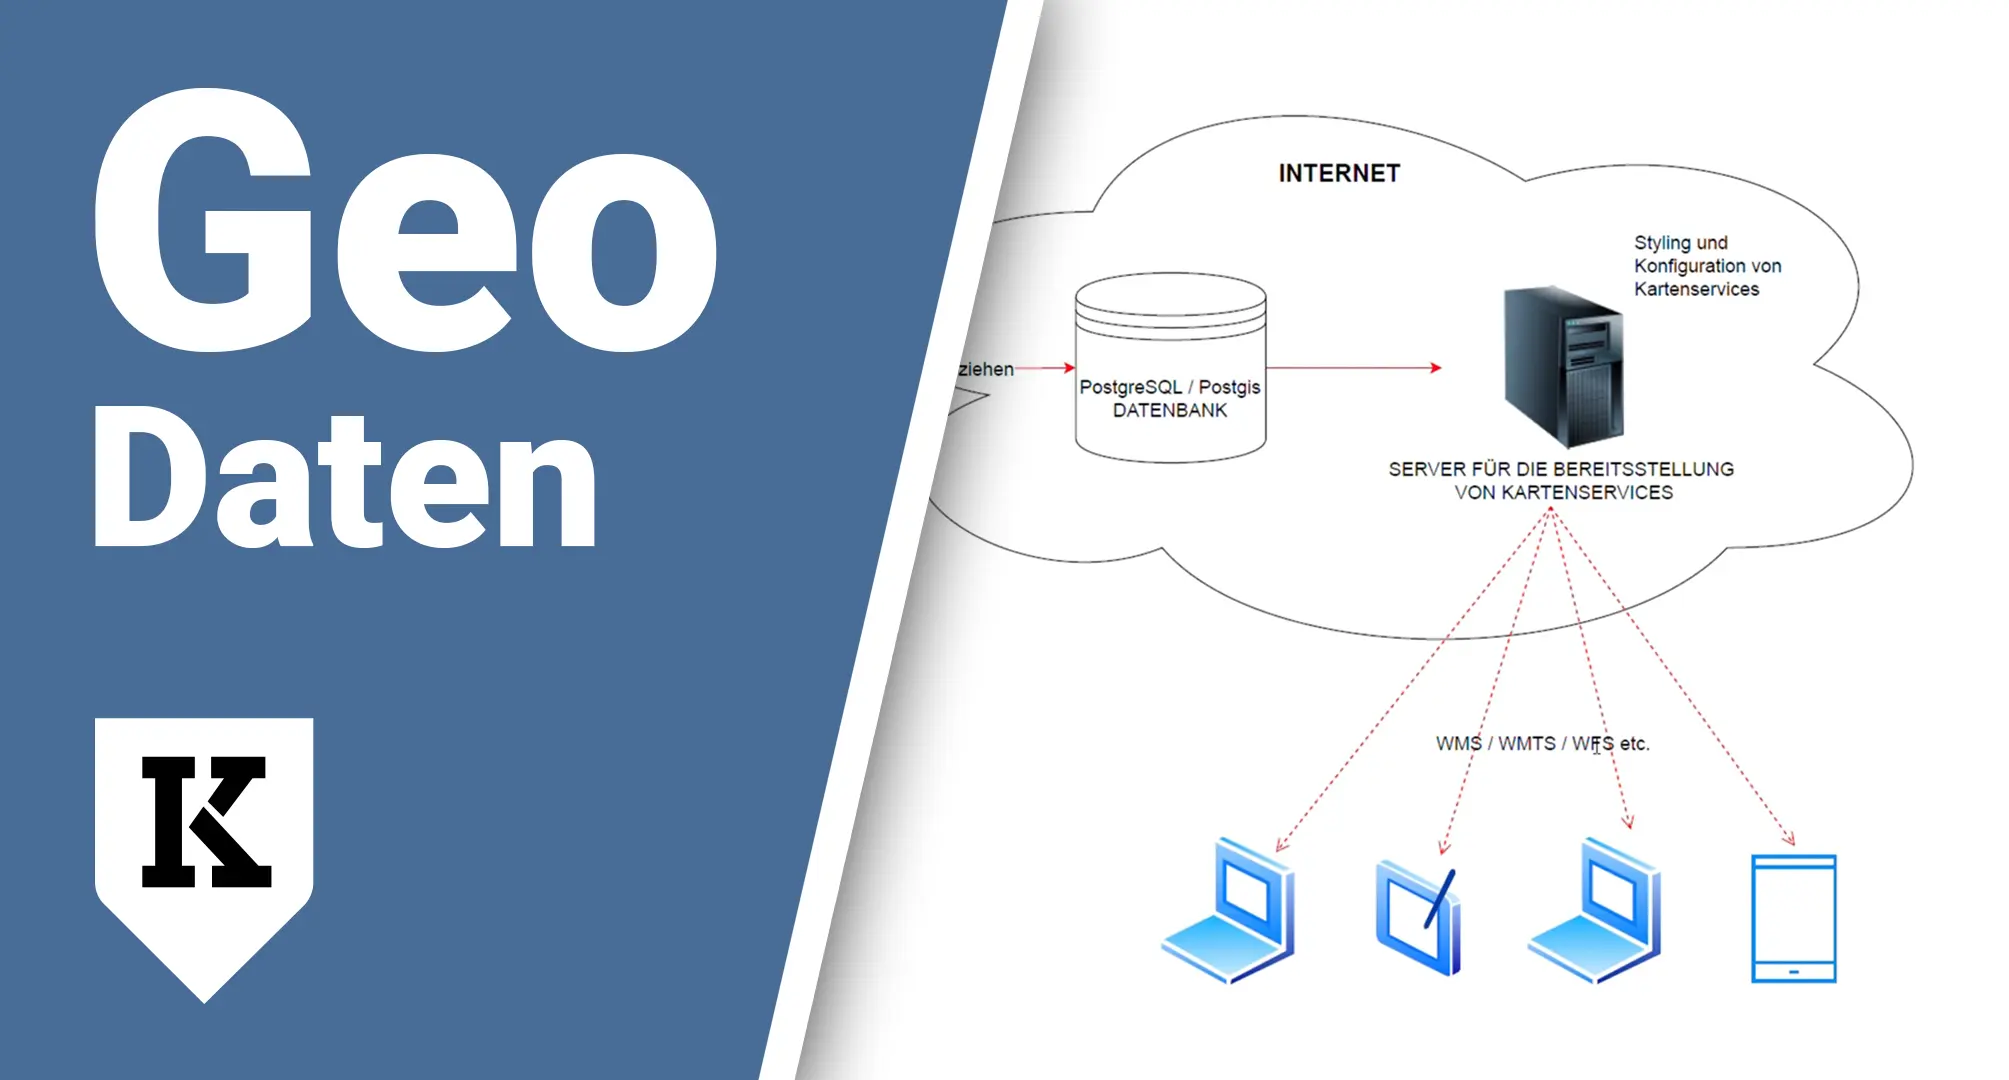 Geo
Daten
K
INTERNET
Styling und
Konfiguration von
Kartenservices
ziehen
PostgreSQL / Postgis
DATENBANK
SERVER FÜR DIE BEREITSSTELLUNG
VON KARTENSERVICES
WMS / WMTS / WFS etc.